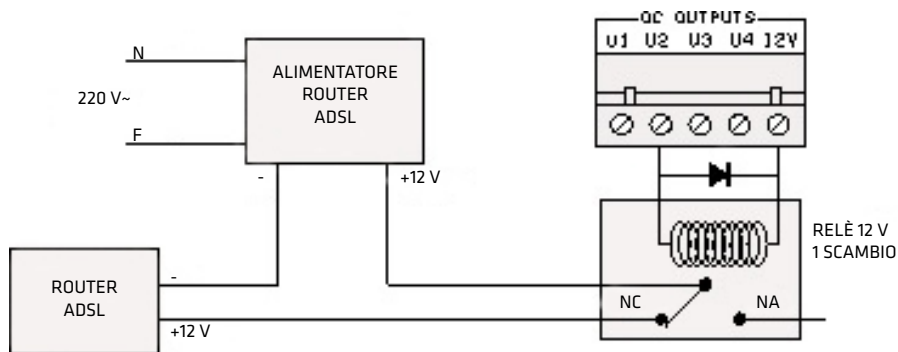 OC OUTPUTS
U1 U2 U3 U4 12V
N
220 V~
F
ALIMENTATORE
ROUTER
ADSL
-
+12 V
RELÈ 12 V
1 SCAMBIO
NC
NA
ROUTER
ADSL
-
+12 V